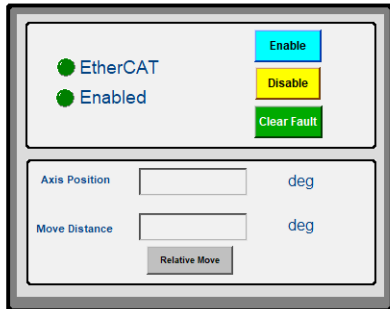 EtherCAT
Enabled
Enable
Disable
Clear Fault
Axis Position deg
Move Distance deg
Relative Move